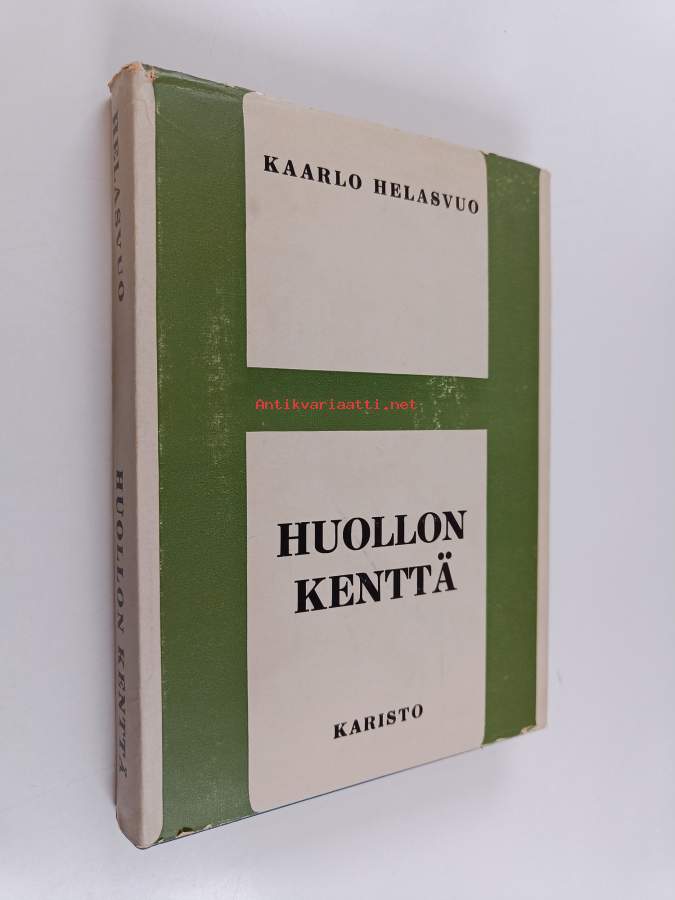 HELASVUO
HUOLLON KENTTÄ
KAARLO HELASVUO
Antikvariaatti.net
HUOLLON
KENTTÄ
KARISTO